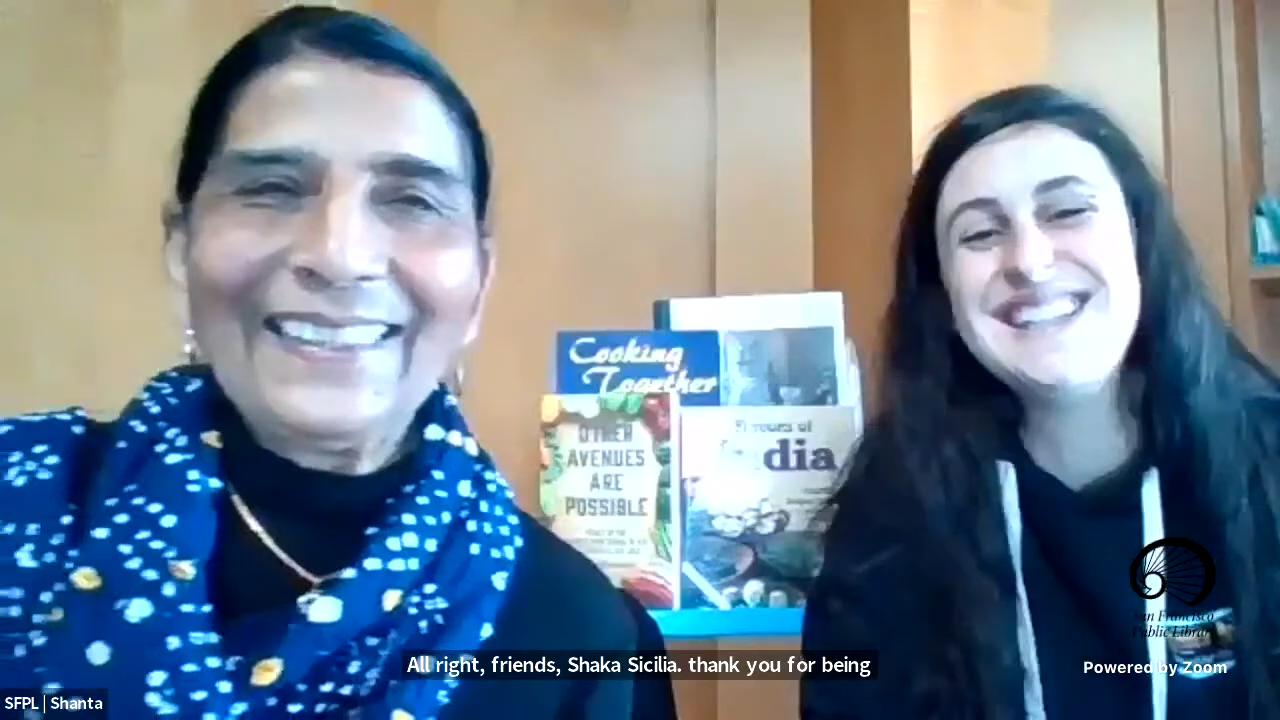 Cooking
Together
OTHER
AVENUES
ARE
POSSIBLE
of
dia
San Francisco
Public Library
All right, friends, Shaka Sicilia. thank you for being
Powered by Zoom
SFPL | Shanta